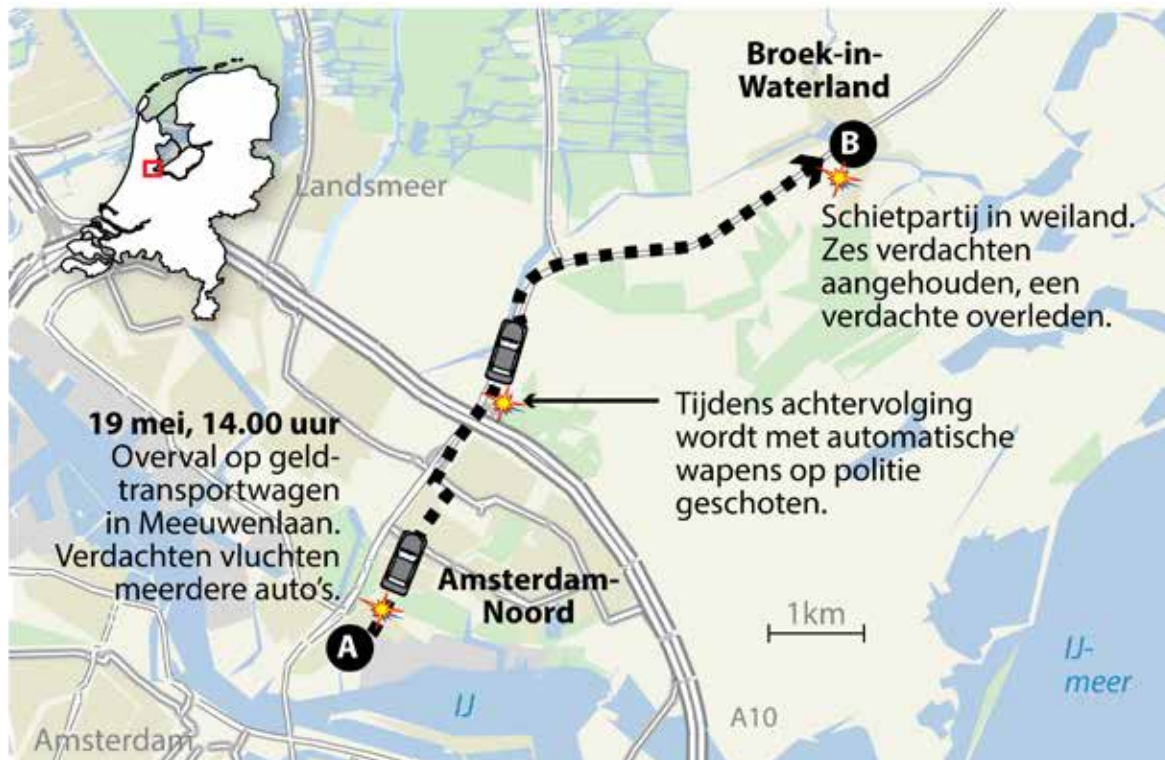 Broek-in-
Waterland
B
Landsmeer
Schietpartij in weiland.
Zes verdachten
aangehouden, een
verdachte overleden.
Tijdens achtervolging
wordt met automatische
wapens op politie
geschoten.
19 mei, 14.00 uur
Overval op geld-
transportwagen
in Meeuwenlaan.
Verdachten vluchten
meerdere auto's.
Amsterdam-
Noord
A
1km
IJ-
meer
IJ
A10
Amsterdam